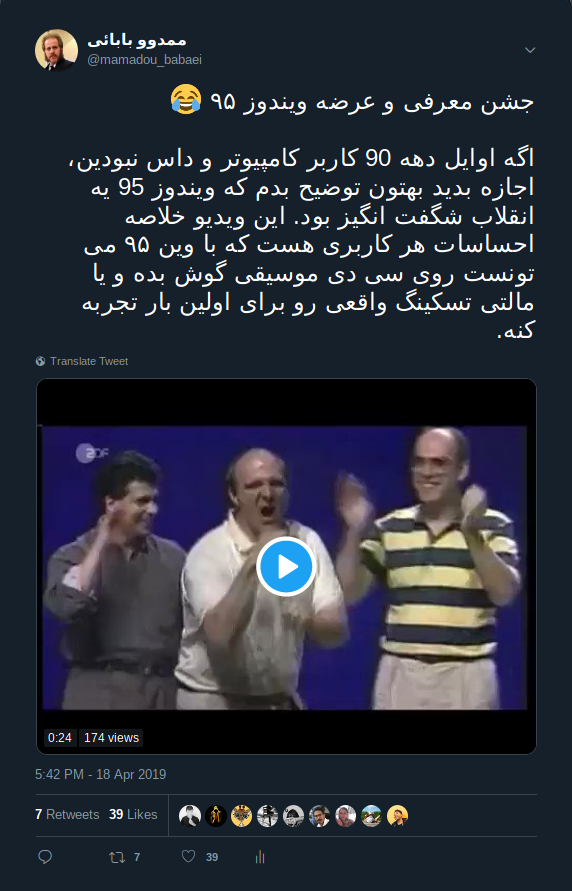 ممدوو بابائی
@mamadou_babaei
جشن معرفی و عرضه ویندوز ۹۵ 😂
اگه اوایل دهه 90 کاربر کامپیوتر و داس نبودین،
اجازه بدید بهتون توضیح بدم که ویندوز 95 یه
انقلاب شگفت انگیز بود. این ویدیو خلاصه
احساسات هر کاربری هست که با وین ۹۵ می
تونست روی سی دی موسیقی گوش بده و یا
مالتی تسکینگ واقعی رو برای اولین بار تجربه
کنه.
Translate Tweet
ZDF
0:24 174 views
5:42 PM - 18 Apr 2019
7 Retweets 39 Likes
7 39